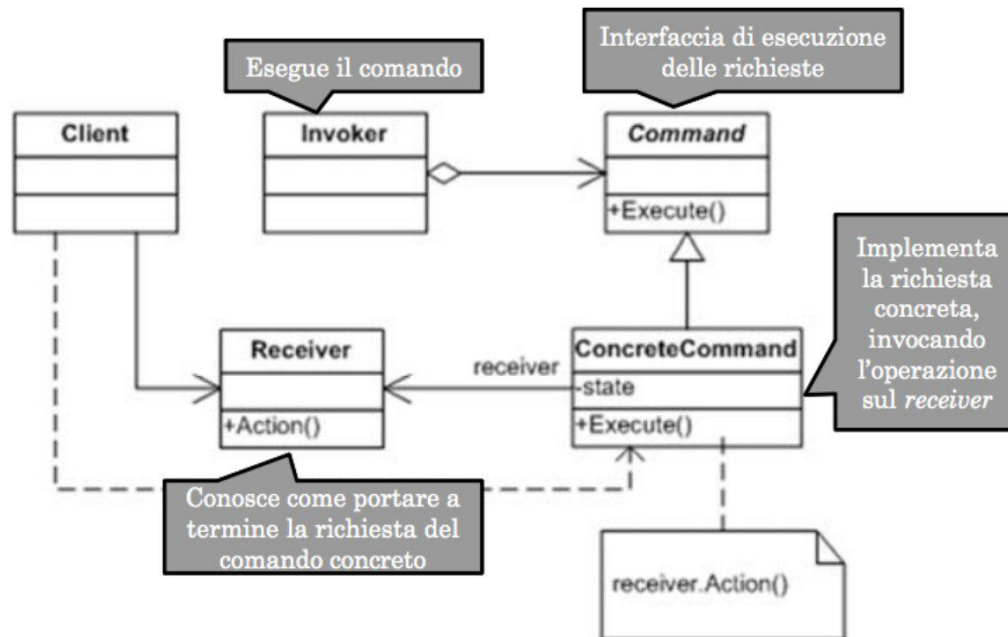 Esegue il comando
Interfaccia di esecuzione
delle richieste
Client
Invoker
Command
+Execute()
Implementa
la richiesta
concreta,
invocando
l'operazione
sul receiver
Receiver
+Action()
receiver
ConcreteCommand
-state
+Execute()
Conosce come portare a
termine la richiesta del
comando concreto
receiver.Action()